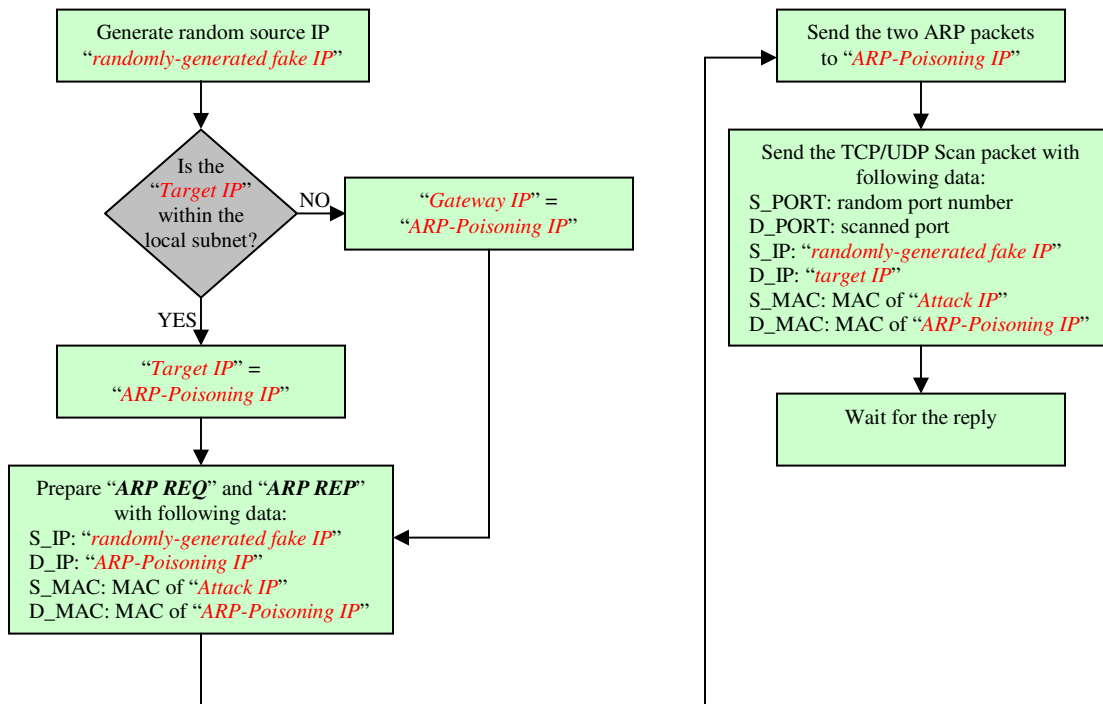 Generate random source IP
“randomly-generated fake IP”
Is the
“Target IP”
within the
local subnet?
NO
“Gateway IP” =
“ARP-Poisoning IP”
YES
“Target IP” =
“ARP-Poisoning IP”
Prepare “ARP REQ” and “ARP REP”
with following data:
S_IP: “randomly-generated fake IP”
D_IP: “ARP-Poisoning IP”
S_MAC: MAC of “Attack IP”
D_MAC: MAC of “ARP-Poisoning IP”
Send the two ARP packets
to “ARP-Poisoning IP”
Send the TCP/UDP Scan packet with
following data:
S_PORT: random port number
D_PORT: scanned port
S_IP: “randomly-generated fake IP”
D_IP: “target IP”
S_MAC: MAC of “Attack IP”
D_MAC: MAC of “ARP-Poisoning IP”
Wait for the reply